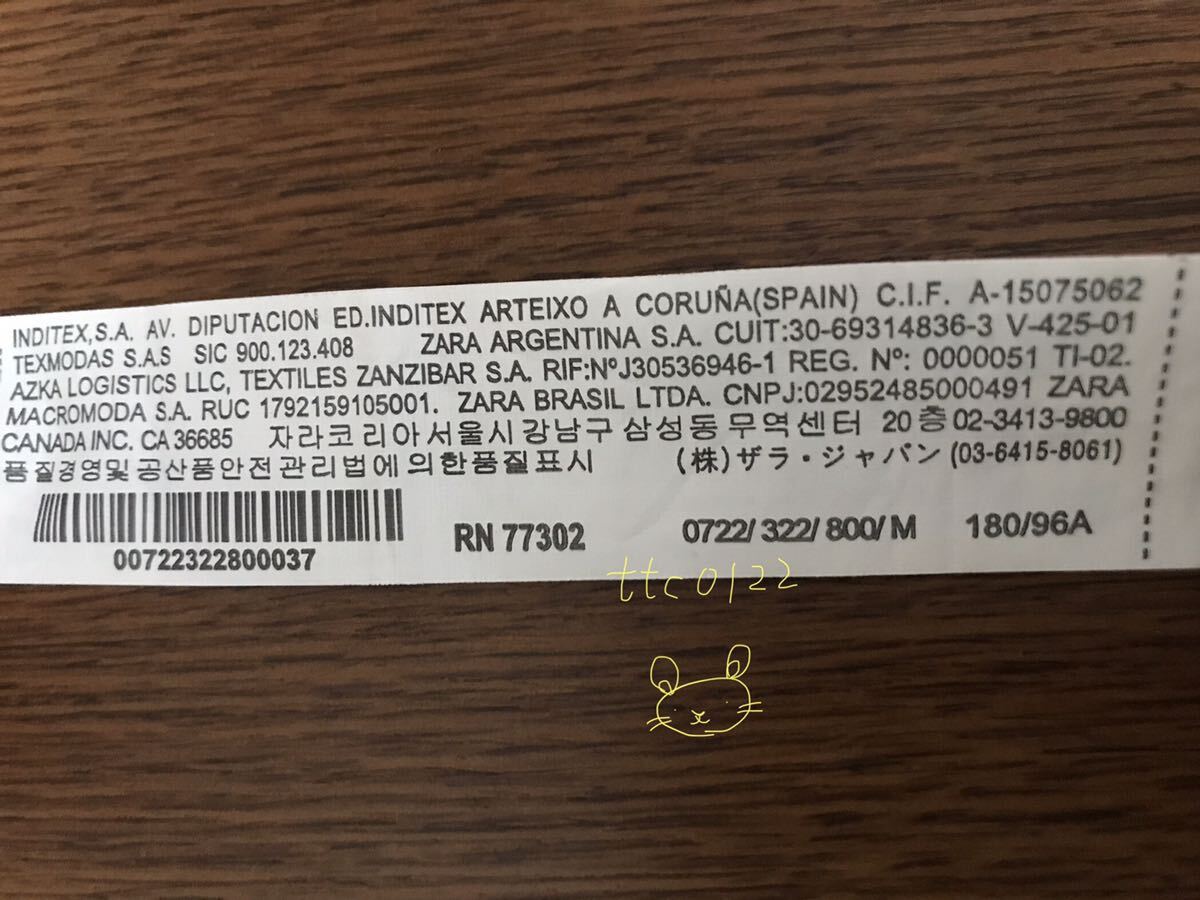 INDITEX,S.A. AV. DIPUTACION ED.INDITEX ARTEIXO A CORUÑA(SPAIN) C.I.F. A-15075062
TEXMODAS S.A.S SIC 900.123.408 ZARA ARGENTINA S.A. CUIT:30-69314836-3 V-425-01
AZKA LOGISTICS LLC, TEXTILES ZANZIBAR S.A. RIF:NºJ30536946-1 REG. Nº: 0000051 TI-02.
MACROMODA S.A. RUC 1792159105001. ZARA BRASIL LTDA. CNPJ:02952485000491 ZARA
CANADA INC. CA 36685 자라코리아서울시강남구삼성동무역센터 20층 02-3413-9800
품질경영및공산품안전관리법에의한품질표시 (株)ザラ・ジャパン (03-6415-8061)
00722322800037 RN 77302 0722/ 322/ 800/ M 180/96A
ttc0122